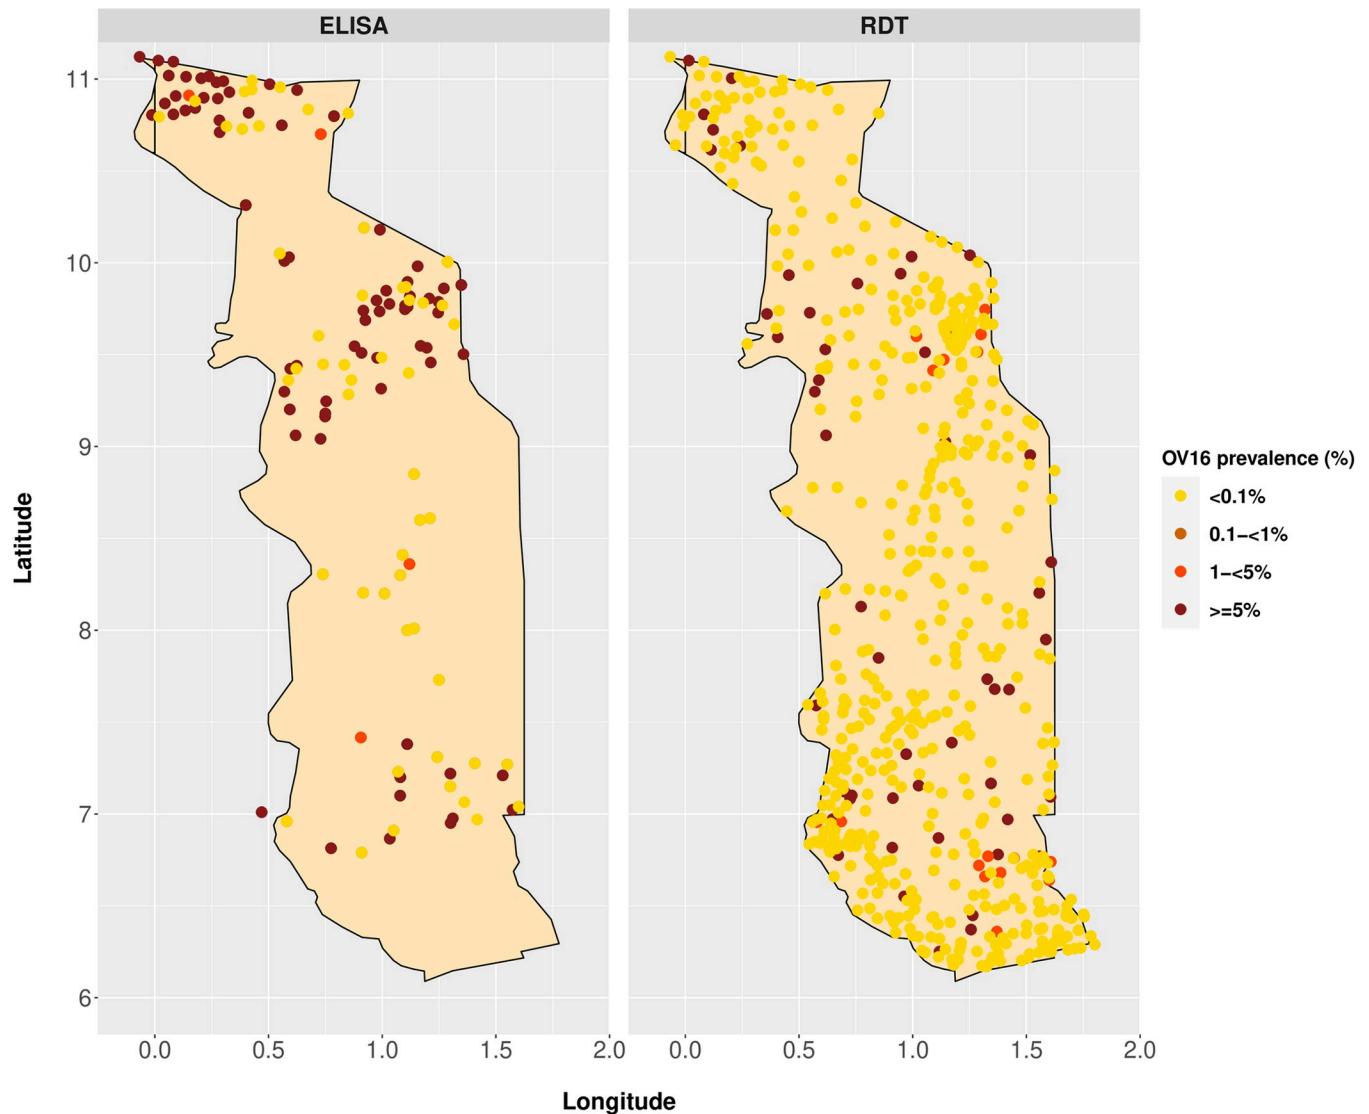 ELISA
RDT
11
10
9
8
7
6
Latitude
0.0 0.5 1.0 1.5 2.0
0.0 0.5 1.0 1.5 2.0
Longitude
OV16 prevalence (%)
<0.1%
0.1–<1%
1–<5%
>=5%